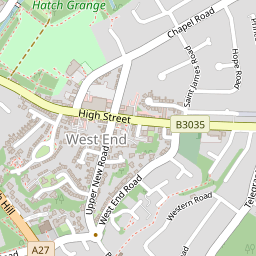 Hatch Grange
Chapel Road
Hope Road
Saint James Road
High Street
B3035
West End
Upper New Road
West End Road
Western Road
Telegraph
Hill
A27